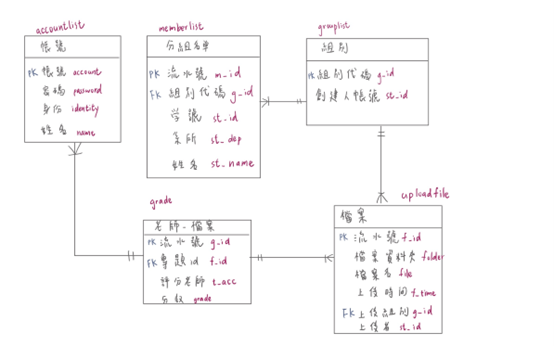 accountlist
帳號
PK 帳號 account
密碼 password
身份 identity
姓名 name
memberlist
分組名單
PK 流水號 m_id
FK 組別代碼 g_id
學號 st_id
系所 st_dep
姓名 st_name
grouplist
組別
PK 組別代碼 g_id
創建人帳號 st_id
grade
老師-檔案
PK 流水號 g_id
FK 專題id f_id
評分老師 t_acc
分數 grade
uploadfile
檔案
PK 流水號 f_id
檔案資料夾 folder
檔案名 file
上傳時間 f_time
FK 上傳組別 g_id
上傳者 st_id